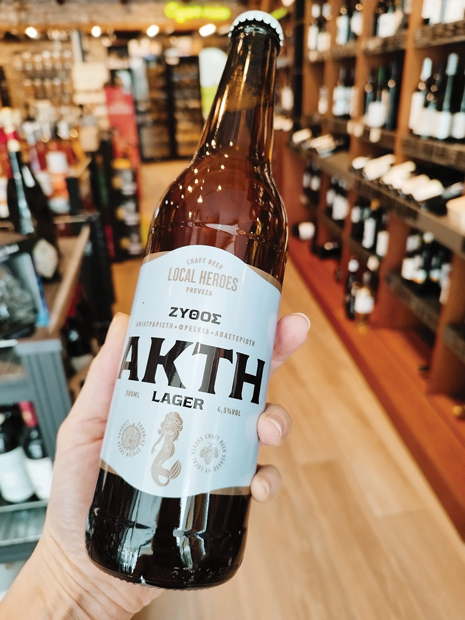 CRAFT BEER
LOCAL HEROES
PREVEZA
ΖΥΘΟΣ
ΑΦΙΛΤΡΑΡΙΣΤΗ • ΦΡΕΣΚΙΑ • ΑΠΑΣΤΕΡΙΩΤΗ
ΑΚΤΗ
500ML
LAGER
4,5%VOL